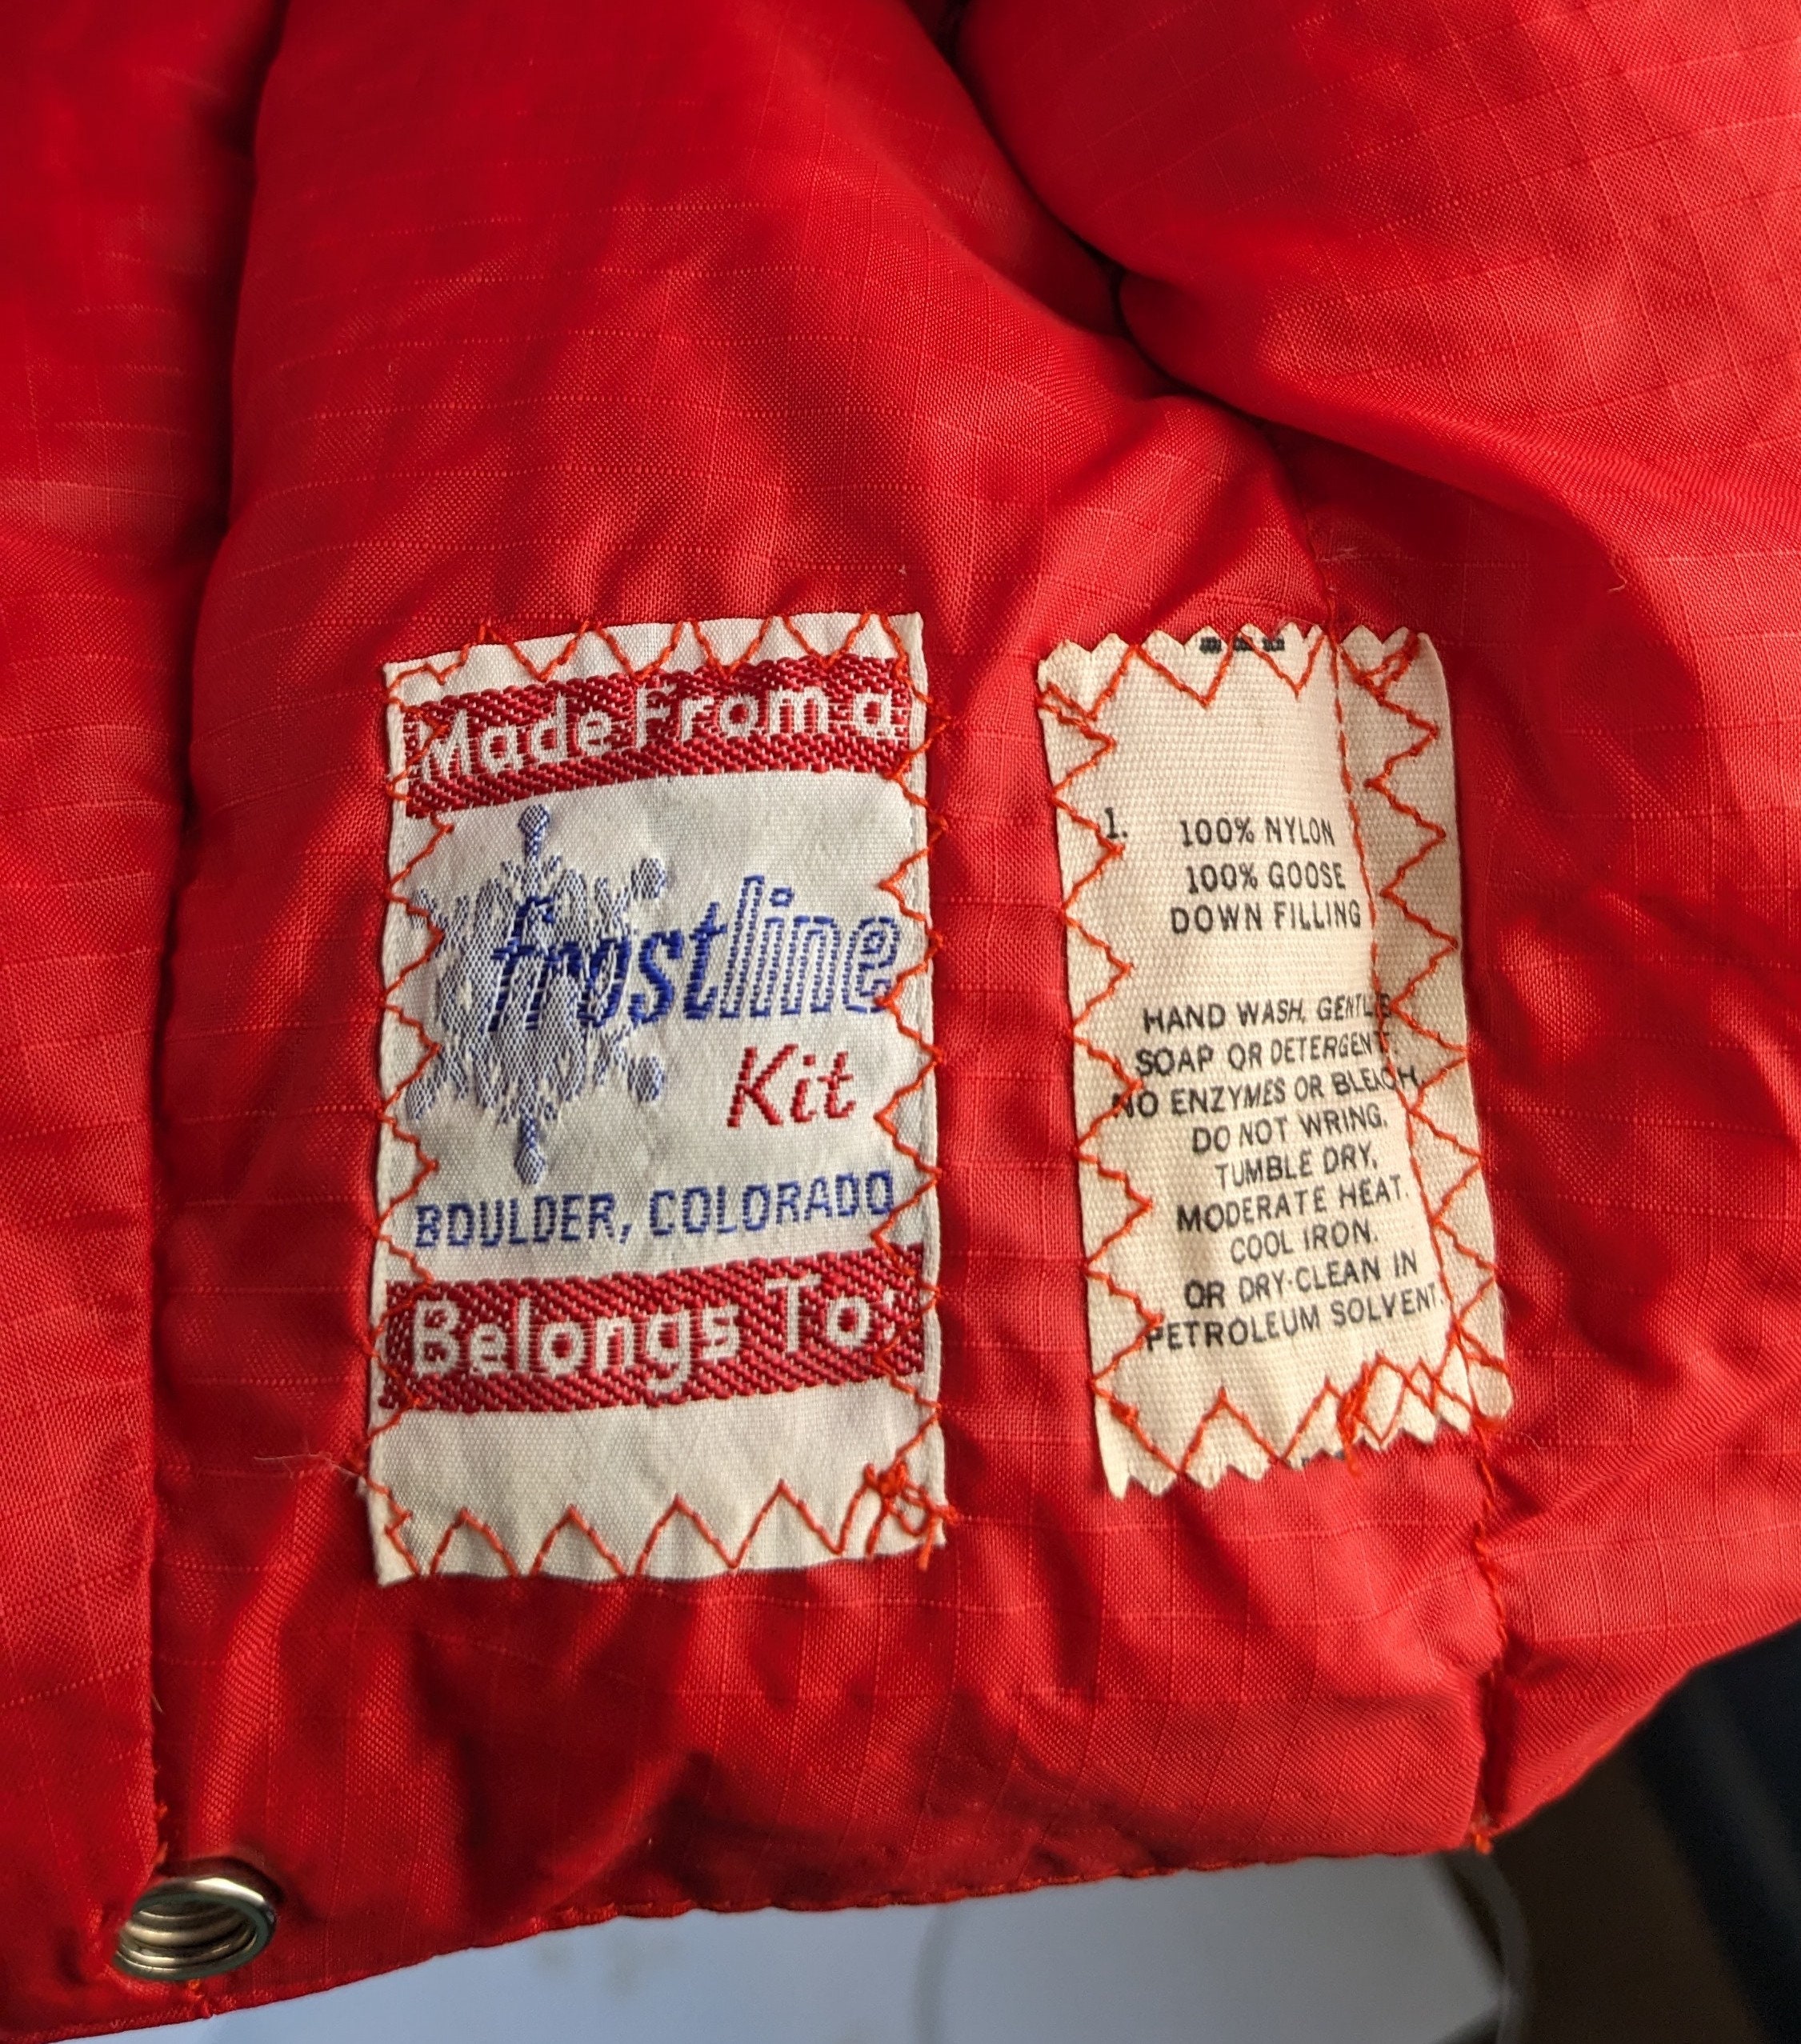 Made From a
frostline
Kit
BOULDER, COLORADO
Belongs To:
1. 100% NYLON
100% GOOSE
DOWN FILLING
HAND WASH, GENTLE
SOAP OR DETERGENT.
NO ENZYMES OR BLEACH.
DO NOT WRING.
TUMBLE DRY,
MODERATE HEAT.
COOL IRON.
OR DRY-CLEAN IN
PETROLEUM SOLVENT.